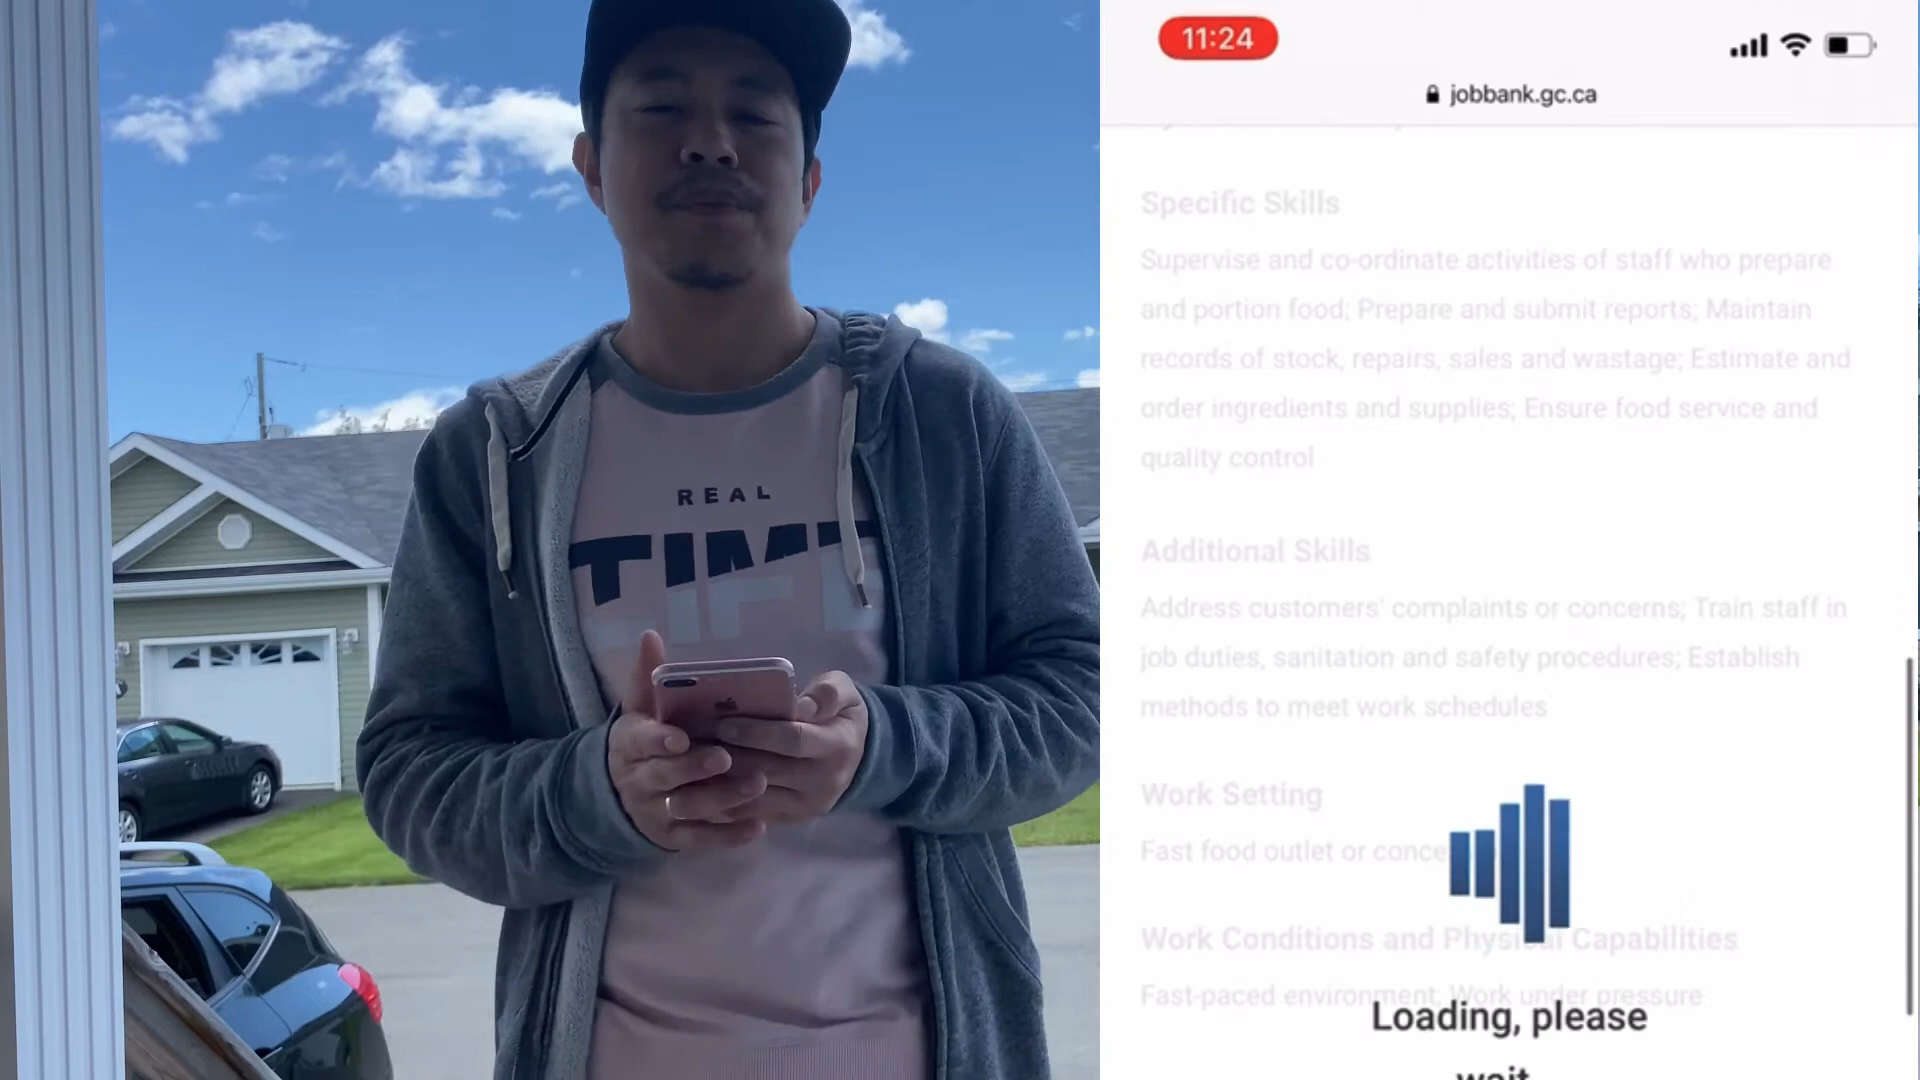 REAL
TIME
11:24
jobbank.gc.ca
Specific Skills
Supervise and co-ordinate activities of staff who prepare
and portion food; Prepare and submit reports; Maintain
records of stock, repairs, sales and wastage; Estimate and
order ingredients and supplies; Ensure food service and
quality control
Additional Skills
Address customers' complaints or concerns; Train staff in
job duties, sanitation and safety procedures; Establish
methods to meet work schedules
Work Setting
Fast food outlet or
Work Conditions and Physical Capabilities
Fast-paced environment; Work under pressure
Loading, please
wait